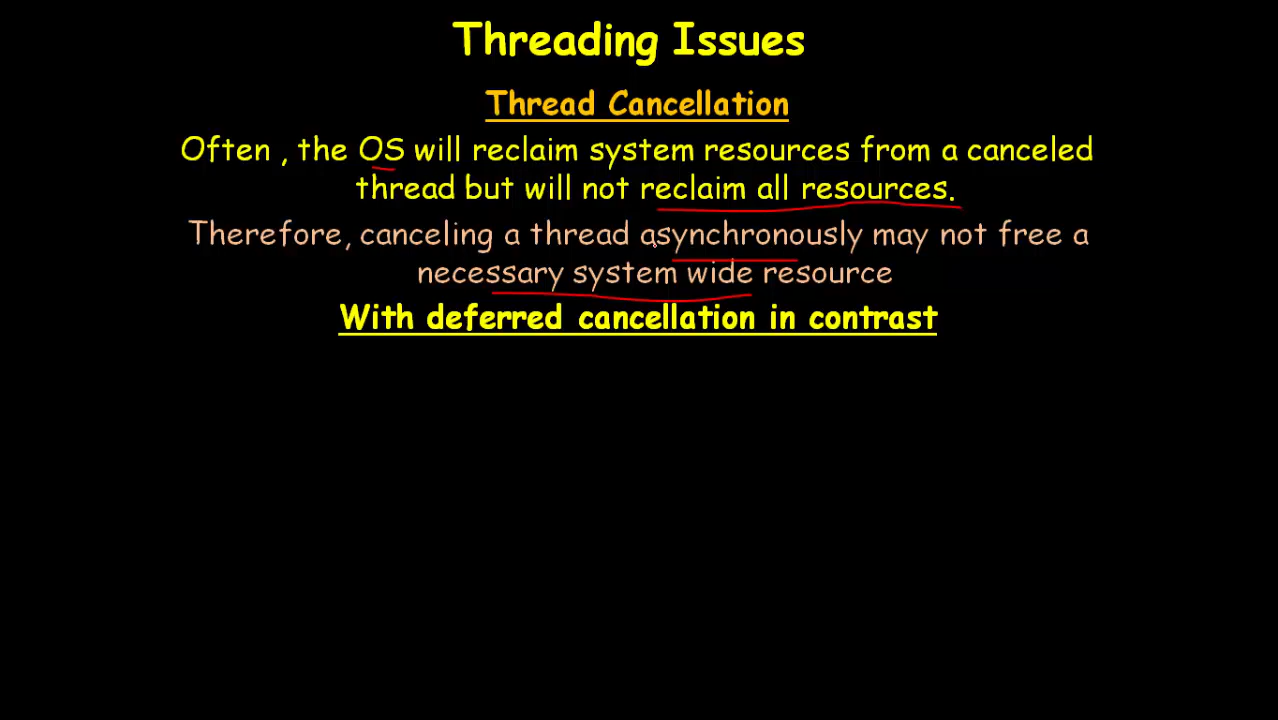 Threading Issues
Thread Cancellation
Often , the OS will reclaim system resources from a canceled
thread but will not reclaim all resources.
Therefore, canceling a thread asynchronously may not free a
necessary system wide resource
With deferred cancellation in contrast